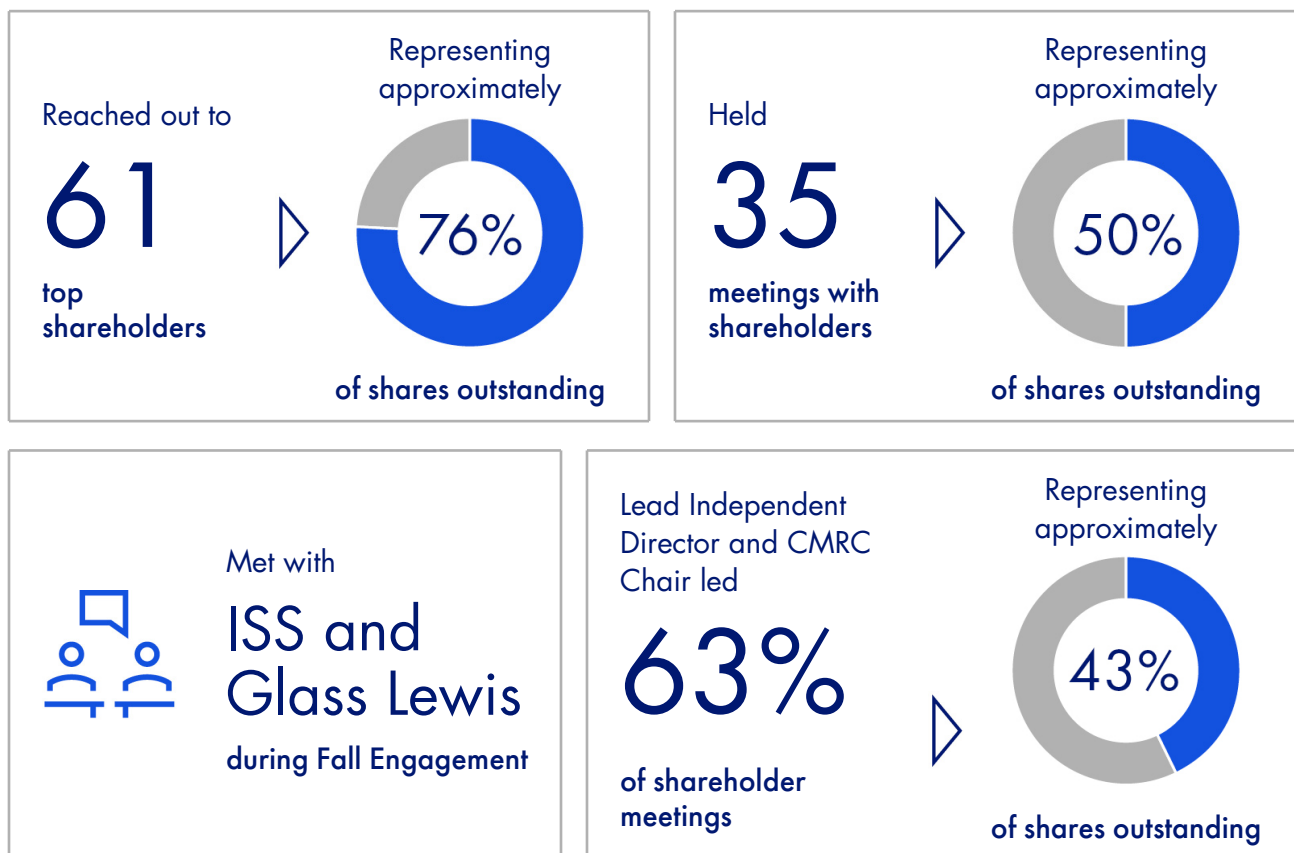 Reached out to
61
top
shareholders
Representing
approximately
76%
of shares outstanding
Held
35
meetings with
shareholders
Representing
approximately
50%
of shares outstanding
Met with
ISS and
Glass Lewis
during Fall Engagement
Lead Independent
Director and CMRC
Chair led
63%
of shareholder
meetings
Representing
approximately
43%
of shares outstanding